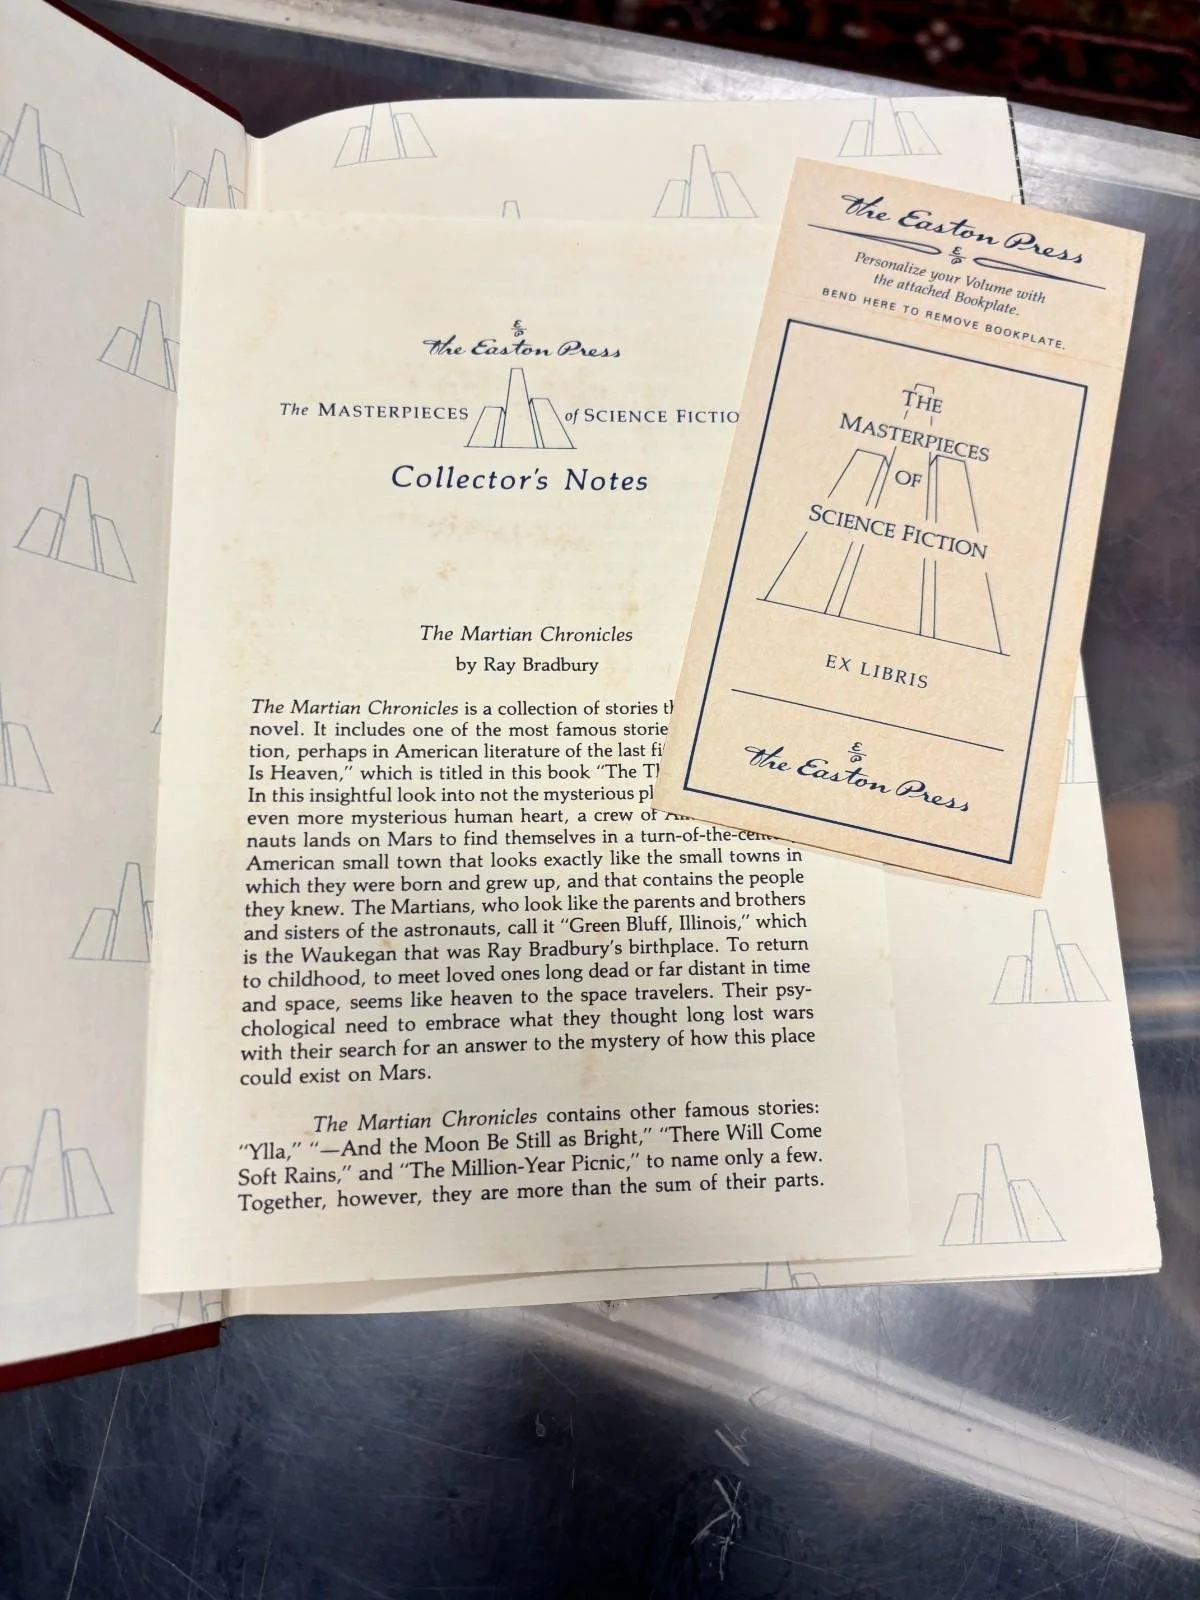 The Easton Press
The MASTERPIECES of SCIENCE FICTIO
Collector's Notes
The Martian Chronicles
by Ray Bradbury
The Martian Chronicles is a collection of stories
novel. It includes one of the most famous
tion, perhaps in American literature of the last
Is Heaven," which is titled in this book "The
In this insightful look into not the mysterious
even more mysterious human heart, a crew of
nauts lands on Mars to find themselves in a
American small town that looks exactly like the small towns in
which they were born and grew up, and that contains the people
they knew. The Martians, who look like the parents and brothers
and sisters of the astronauts, call it "Green Bluff, Illinois," which
is the Waukegan that was Ray Bradbury's birthplace. To return
to childhood, to meet loved ones long dead or far distant in time
and space, seems like heaven to the space travelers. Their psy-
chological need to embrace what they thought long lost wars
with their search for an answer to the mystery of how this place
could exist on Mars.
The Martian Chronicles contains other famous stories:
"Ylla," "—And the Moon Be Still as Bright," "There Will Come
Soft Rains," and "The Million-Year Picnic," to name only a few.
Together, however, they are more than the sum of their parts.
The Easton Press
Personalize your Volume with
the attached Bookplate.
BEND HERE TO REMOVE BOOKPLATE.
THE
MASTERPIECES
OF
SCIENCE FICTION
EX LIBRIS
The Easton Press